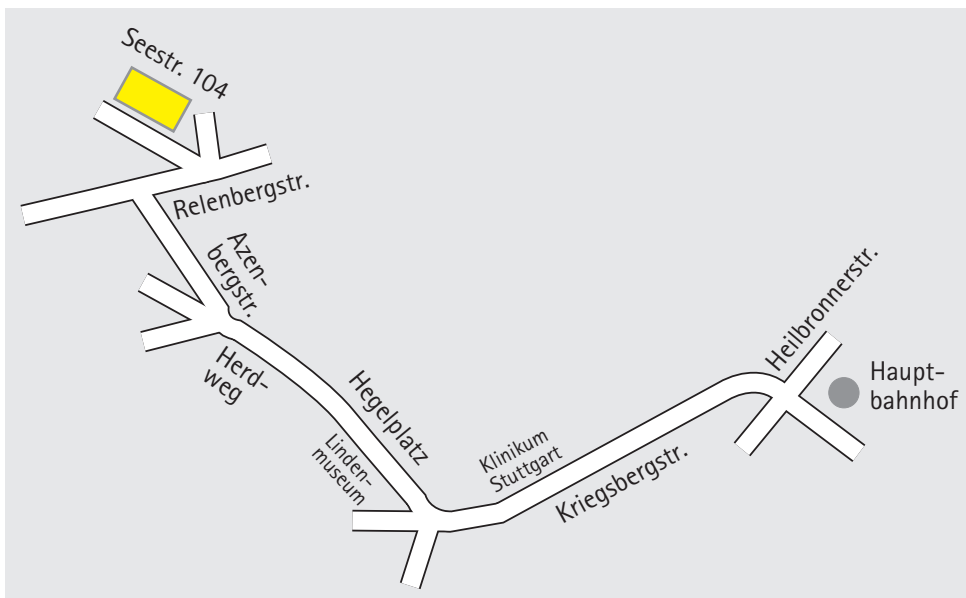 Seestr. 104
Relenbergstr.
Azen-
bergstr.
Herd-
weg
Hegelplatz
Linden-
museum
Klinikum
Stuttgart
Kriegsbergstr.
Heilbronnerstr.
Haupt-
bahnhof